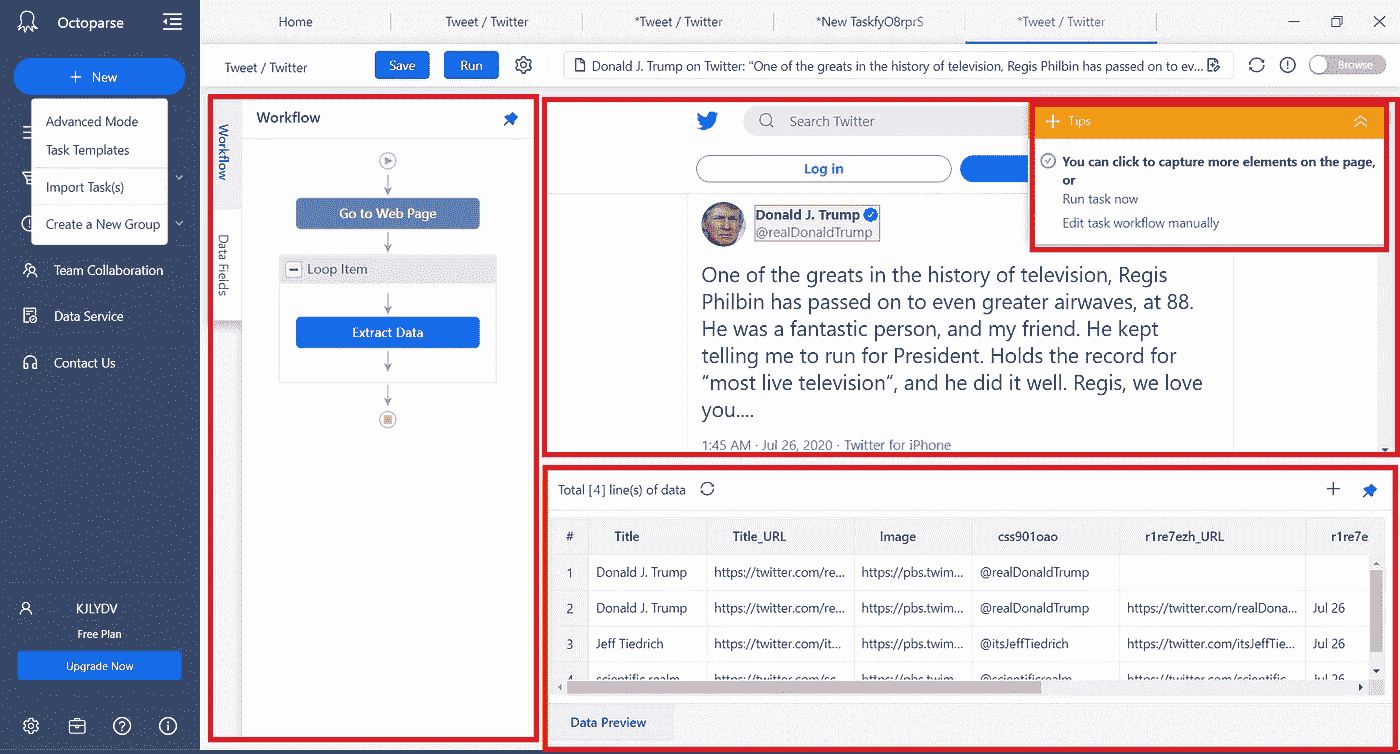 Octoparse
Home
Tweet / Twitter
*Tweet / Twitter
*New TaskfyO8rprS
*Tweet / Twitter
+ New
Advanced Mode
Task Templates
Import Task(s)
Create a New Group
Team Collaboration
Data Service
Contact Us
KJLYDV
Free Plan
Upgrade Now
Tweet / Twitter
Save
Run
Donald J. Trump on Twitter: "One of the greats in the history of television, Regis Philbin has passed on to ev...
Browse
Workflow
Data Fields
Workflow
Go to Web Page
Loop Item
Extract Data
Search Twitter
Log in
Donald J. Trump
@realDonaldTrump
One of the greats in the history of television, Regis
Philbin has passed on to even greater airwaves, at 88.
He was a fantastic person, and my friend. He kept
telling me to run for President. Holds the record for
“most live television“, and he did it well. Regis, we love
you....
1:45 AM · Jul 26, 2020 · Twitter for iPhone
Tips
You can click to capture more elements on the page,
or
Run task now
Edit task workflow manually
Total [4] line(s) of data
# Title Title_URL Image css901oao r1re7ezh_URL r1re7e
1 Donald J. Trump https://twitter.com/re... https://pbs.twim... @realDonaldTrump
2 Donald J. Trump https://twitter.com/re... https://pbs.twim... @realDonaldTrump https://twitter.com/realDona... Jul 26
3 Jeff Tiedrich https://twitter.com/it... https://pbs.twim... @itsJeffTiedrich https://twitter.com/itsJeffTie... Jul 26
4 scientific realm https://twitter.com/sc... https://pbs.twim... @scientificrealm https://twitter.com/scientific... Jul 26
Data Preview